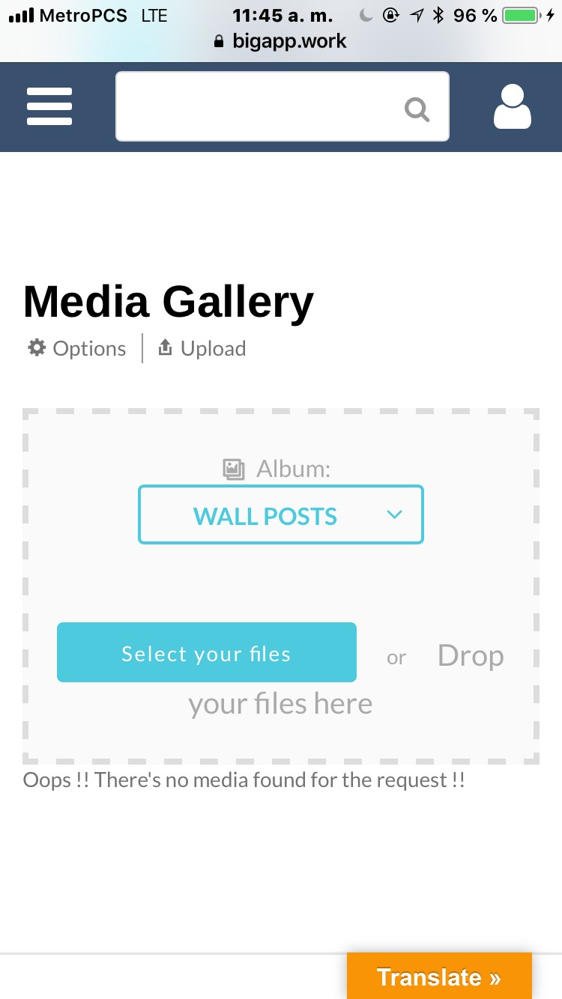 MetroPCS LTE 11:45 a. m. 96 %
bigapp.work
Media Gallery
Options Upload
Album:
WALL POSTS
Select your files or Drop
your files here
Oops !! There's no media found for the request !!
Translate »